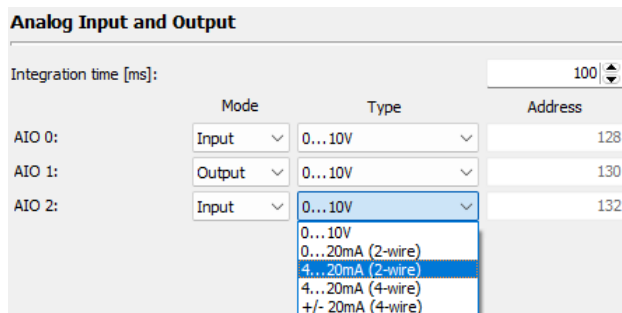 Analog Input and Output
Integration time [ms]: 100
Mode Type Address
AIO 0: Input 0...10V 128
AIO 1: Output 0...10V 130
AIO 2: Input 0...10V 132
0...10V
0...20mA (2-wire)
4...20mA (2-wire)
4...20mA (4-wire)
+/- 20mA (4-wire)